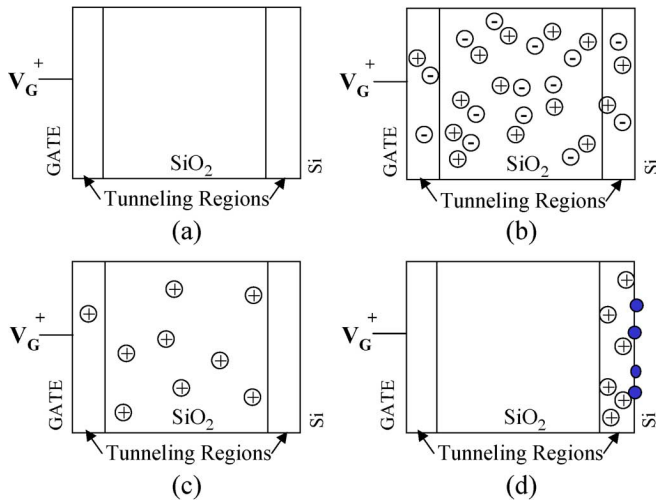 +
V_G
GATE
SiO₂
Si
Tunneling Regions
(a)
+
V_G
GATE
+ - + - + - + - + - + + - - + - + + - - + + - + - - + - +
SiO₂
Si
Tunneling Regions
(b)
+
V_G
GATE
+ + + + + + + + +
SiO₂
Si
Tunneling Regions
(c)
+
V_G
GATE
+ + + + + +
SiO₂
Si
Tunneling Regions
(d)